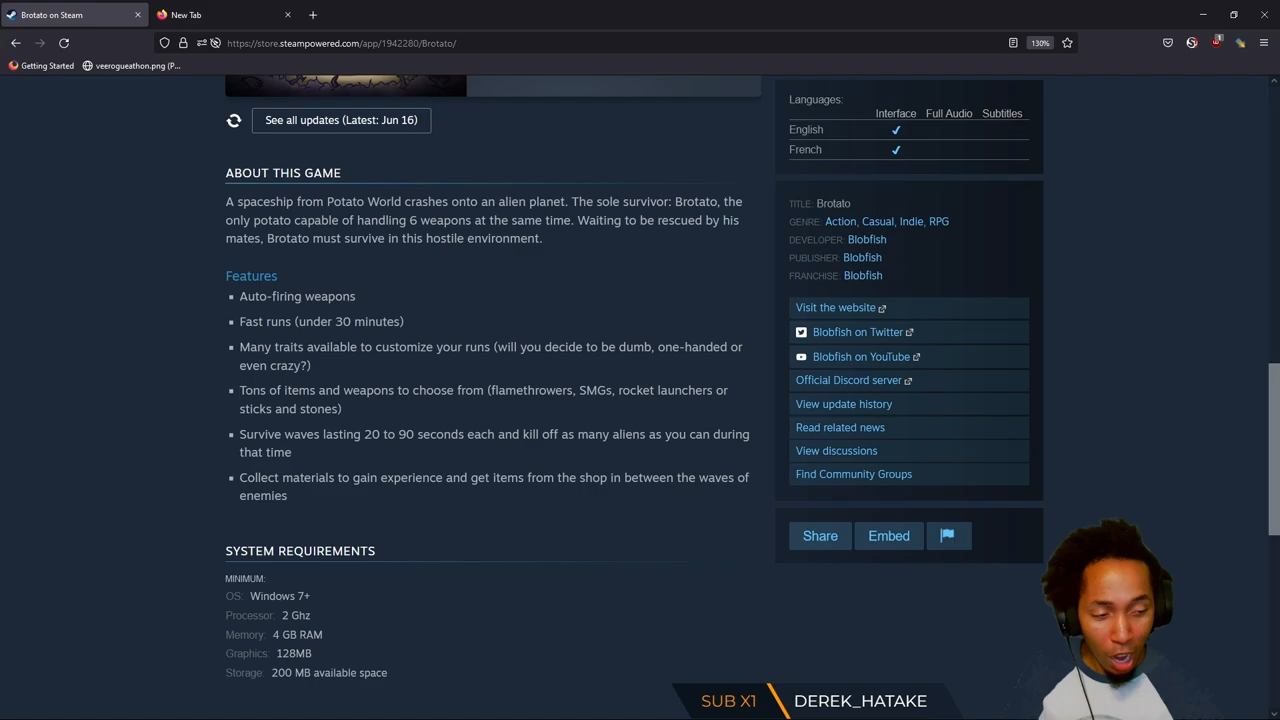 Brotato on Steam
New Tab
https://store.steampowered.com/app/1942280/Brotato/
130%
1
Getting Started
veerogueathon.png (P...
See all updates (Latest: Jun 16)
ABOUT THIS GAME
A spaceship from Potato World crashes onto an alien planet. The sole survivor: Brotato, the
only potato capable of handling 6 weapons at the same time. Waiting to be rescued by his
mates, Brotato must survive in this hostile environment.
Features
Auto-firing weapons
Fast runs (under 30 minutes)
Many traits available to customize your runs (will you decide to be dumb, one-handed or
even crazy?)
Tons of items and weapons to choose from (flamethrowers, SMGs, rocket launchers or
sticks and stones)
Survive waves lasting 20 to 90 seconds each and kill off as many aliens as you can during
that time
Collect materials to gain experience and get items from the shop in between the waves of
enemies
SYSTEM REQUIREMENTS
MINIMUM:
OS: Windows 7+
Processor: 2 Ghz
Memory: 4 GB RAM
Graphics: 128MB
Storage: 200 MB available space
Languages:
Interface Full Audio Subtitles
English ✔
French ✔
TITLE: Brotato
GENRE: Action, Casual, Indie, RPG
DEVELOPER: Blobfish
PUBLISHER: Blobfish
FRANCHISE: Blobfish
Visit the website
Blobfish on Twitter
Blobfish on YouTube
Official Discord server
View update history
Read related news
View discussions
Find Community Groups
Share Embed
SUB X1 DEREK_HATAKE